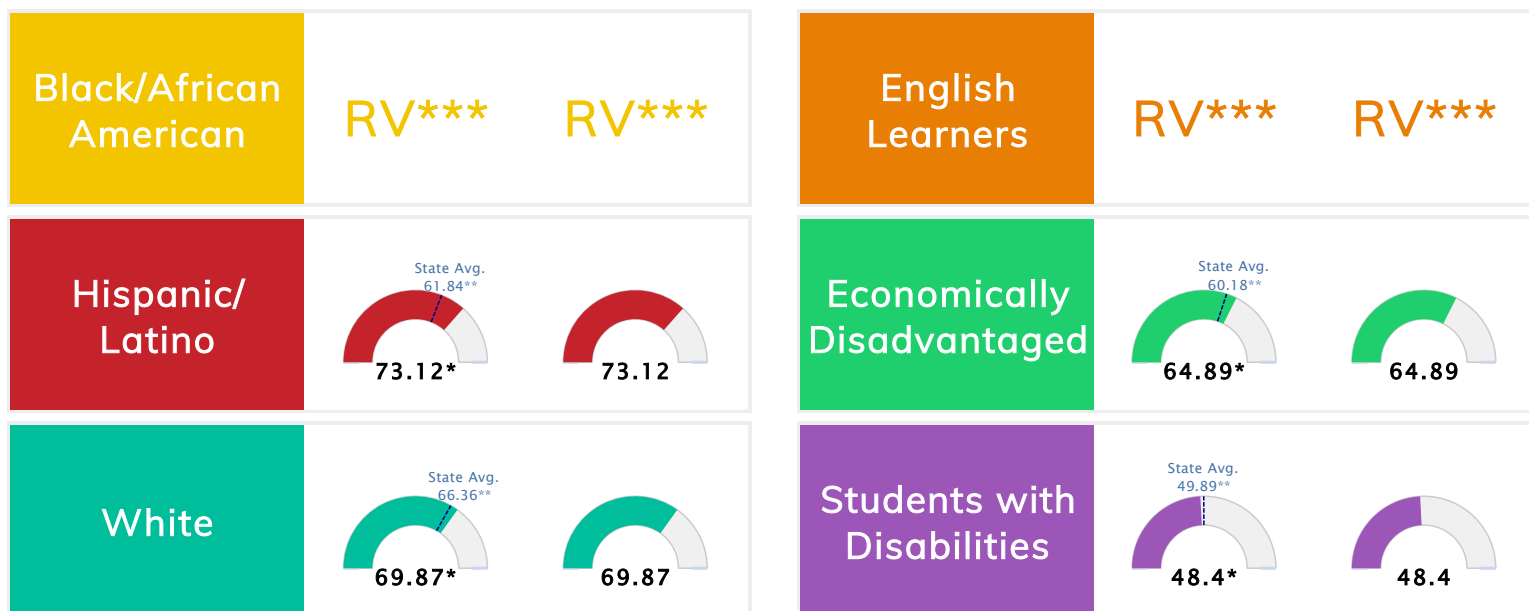 Black/African
American
RV***
RV***
English
Learners
RV***
RV***
Hispanic/
Latino
State Avg.
61.84**
73.12*
73.12
Economically
Disadvantaged
State Avg.
60.18**
64.89*
64.89
White
State Avg.
66.36**
69.87*
69.87
Students with
Disabilities
State Avg.
49.89**
48.4*
48.4